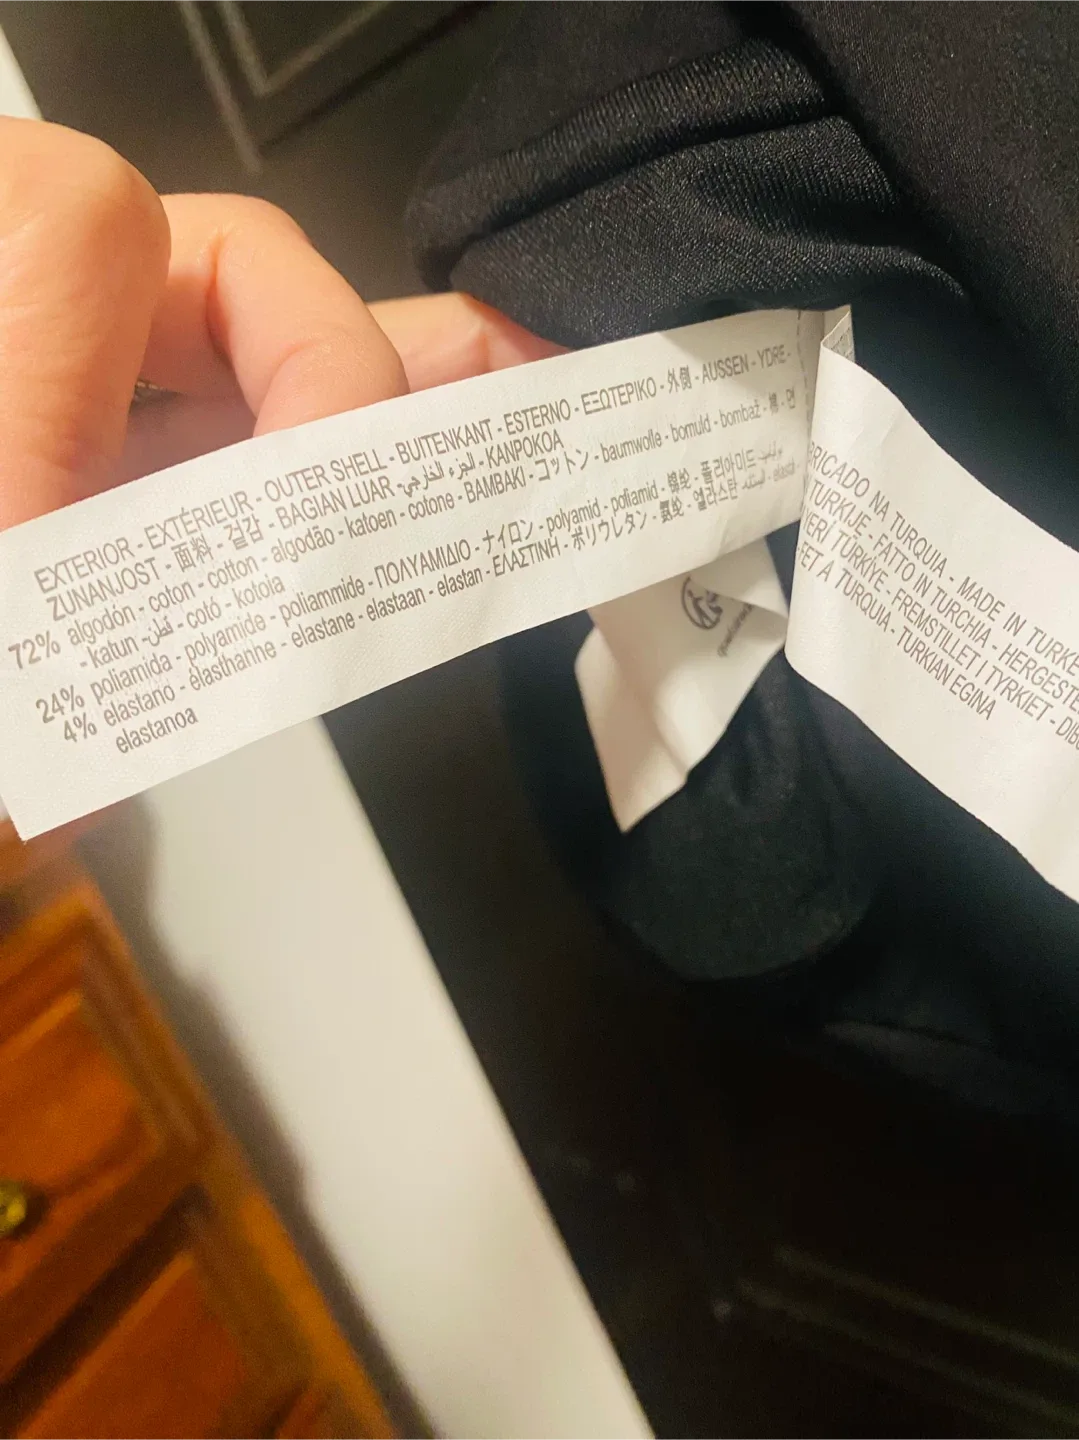 EXTERIOR - EXTÉRIEUR - OUTER SHELL - BUITENKANT - ESTERNO - ΕΞΩΤΕΡΙΚΟ - 外側 - AUSSEN - YDRE -
ZUNANJOST - 面料 - 겉감 - BAGIAN LUAR - الجزء الخارجي - KANPOKOA
72% algodón - coton - cotton - algodão - katoen - cotone - BAMBAKI - コットン - baumwolle - bomuld - bombaž - 棉 - 면
- katun - قطن - cotó - kotoia
24% poliamida - polyamide - poliammide - ΠΟΛΥΑΜΙΔΙΟ - ナイロン - polyamid - poliamid - 锦纶 - 폴리아미드
4% elastano - élasthanne - elastane - elastaan - elastan - ΕΛΑΣΤΙΝΗ - ポリウレタン - 氨纶 - 엘라스틴
elastanoa
BRICADO NA TURQUIA - MADE IN TURKE
TURKIJE - FATTO IN TURCHIA - HERGESTE
YERİ TÜRKİYE - FREMSTILLET I TYRKIET -
FET A TURQUIA - TURKIAN EGINA